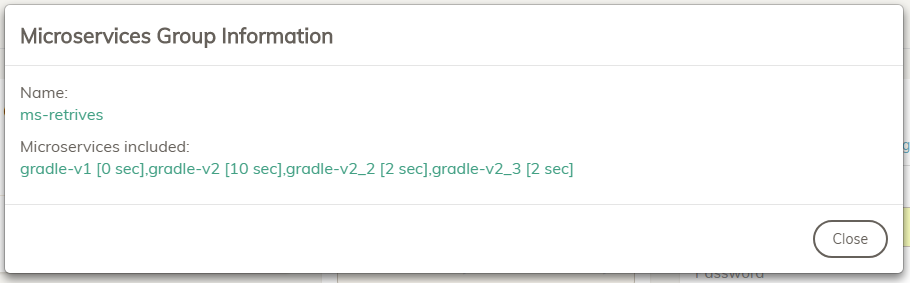 Microservices Group Information
Name:
ms-retrives
Microservices included:
gradle-v1 [0 sec],gradle-v2 [10 sec],gradle-v2_2 [2 sec],gradle-v2_3 [2 sec]
Close
Password